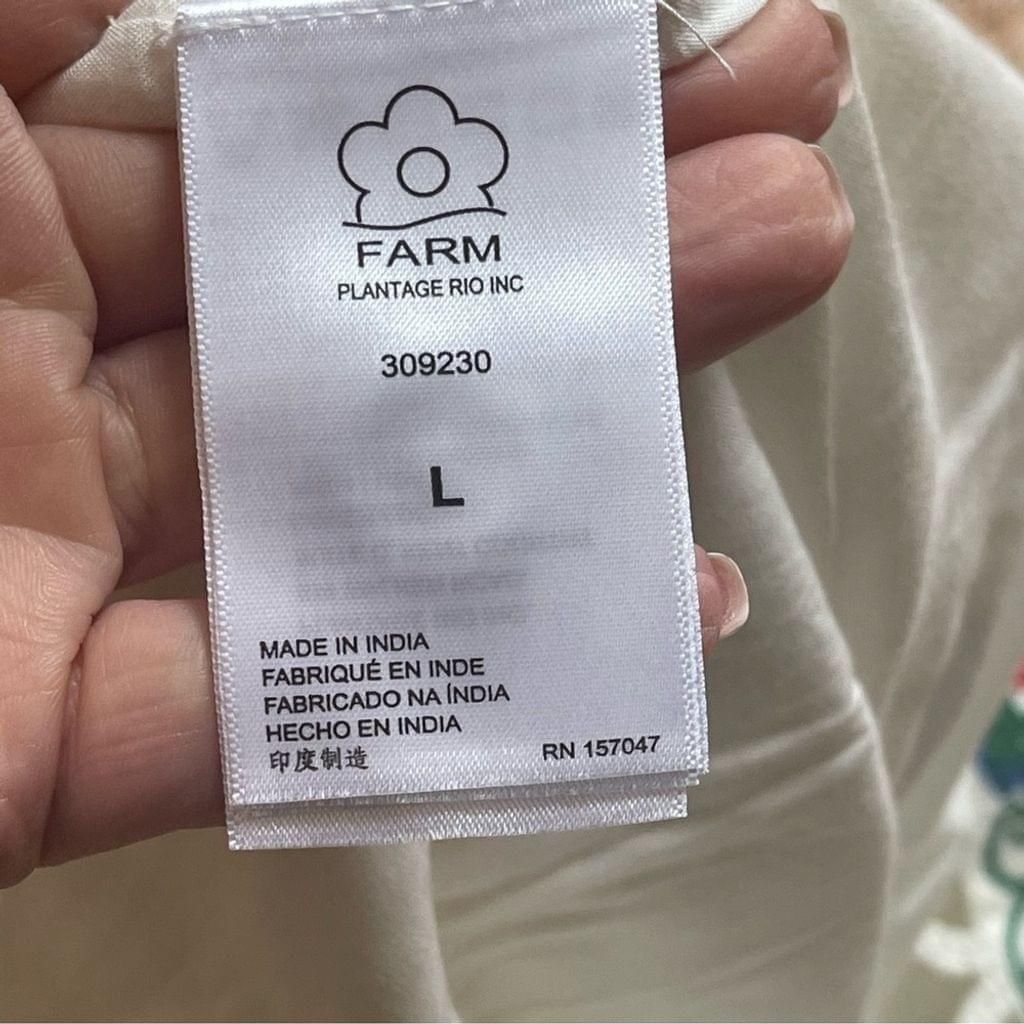 FARM
PLANTAGE RIO INC
309230
L
MADE IN INDIA
FABRIQUÉ EN INDE
FABRICADO NA ÍNDIA
HECHO EN INDIA
印度制造
RN 157047